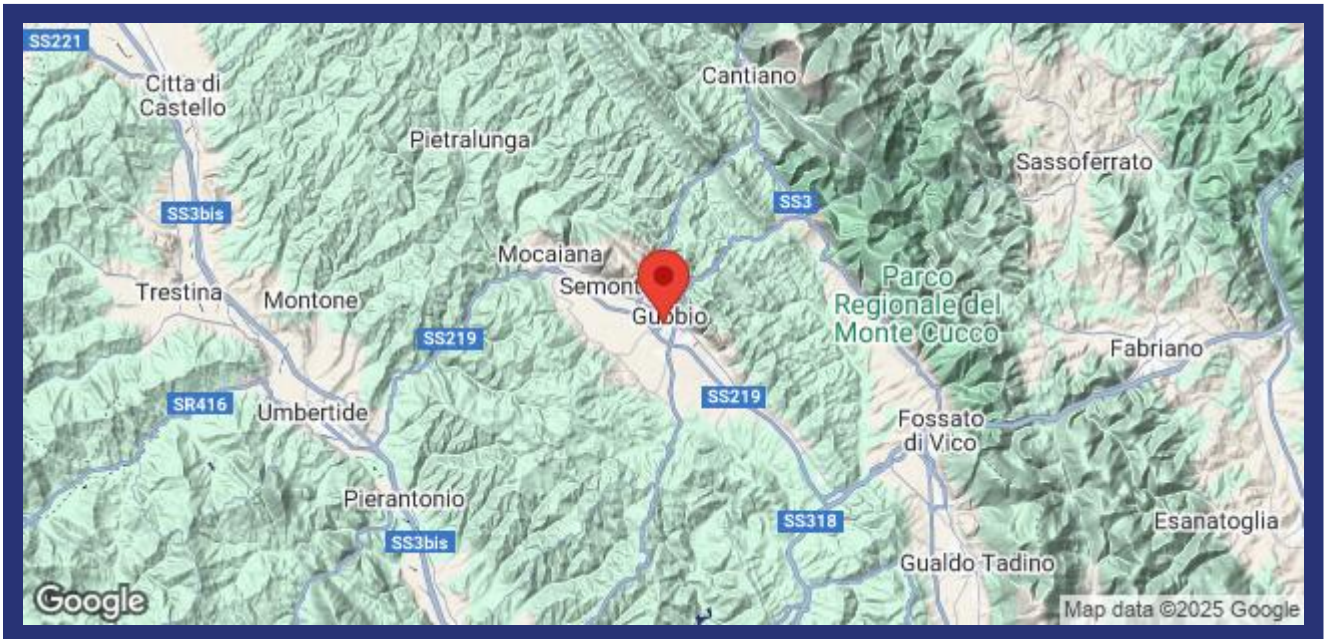 SS221
Citta di
Castello
Cantiano
Pietralunga
Sassoferrato
SS3
SS3bis
Mocaiana
Parco
Regionale del
Monte Cucco
Semont
Trestina
Montone
Gubbio
SS219
Fabriano
SS219
SR416
Umbertide
Fossato
di Vico
Pierantonio
SS318
Esanatoglia
SS3bis
Gualdo Tadino
Google
Map data ©2025 Google